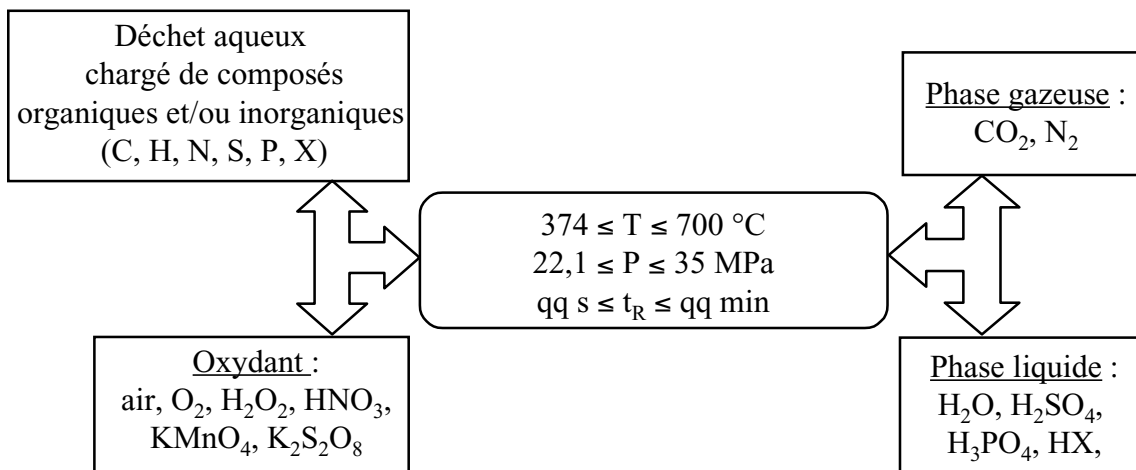 Déchet aqueux
chargé de composés
organiques et/ou inorganiques
(C, H, N, S, P, X)
Phase gazeuse :
CO₂, N₂
374 ≤ T ≤ 700 °C
22,1 ≤ P ≤ 35 MPa
qq s ≤ t_R ≤ qq min
Oxydant :
air, O₂, H₂O₂, HNO₃,
KMnO₄, K₂S₂O₈
Phase liquide :
H₂O, H₂SO₄,
H₃PO₄, HX,